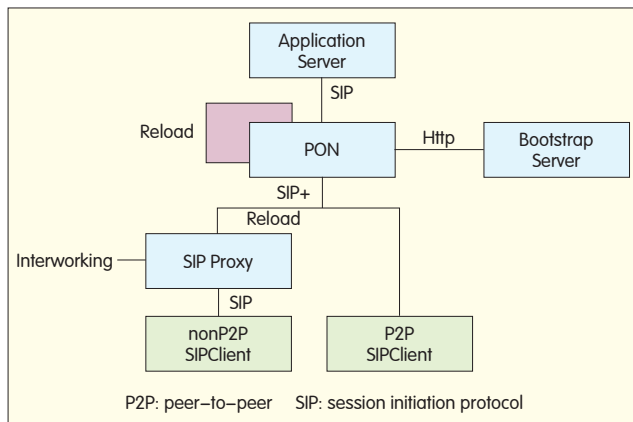 Application
Server
SIP
Reload
PON
Http
Bootstrap
Server
SIP+
Reload
Interworking
SIP Proxy
SIP
nonP2P
SIPClient
P2P
SIPClient
P2P: peer-to-peer SIP: session initiation protocol